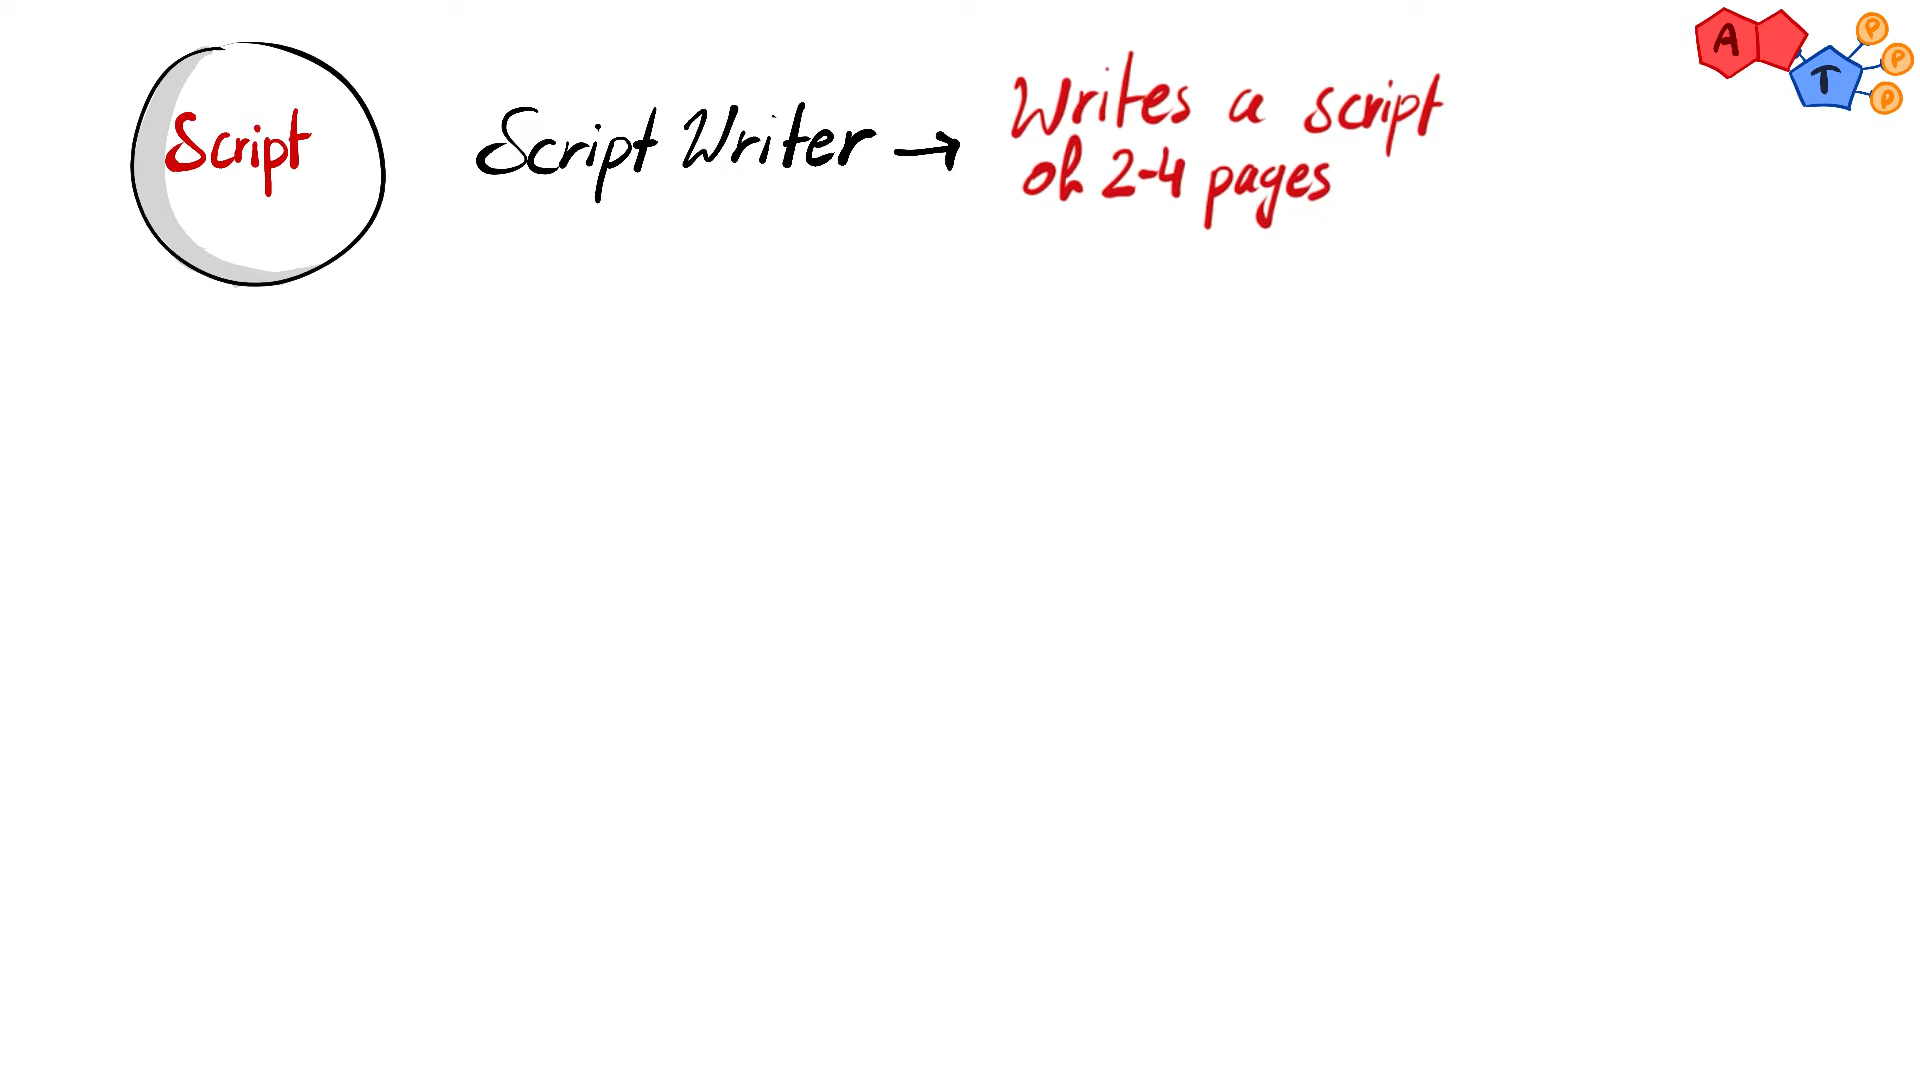 Script
Script Writer →
Writes a script
of 2-4 pages
A
T
P
P
P